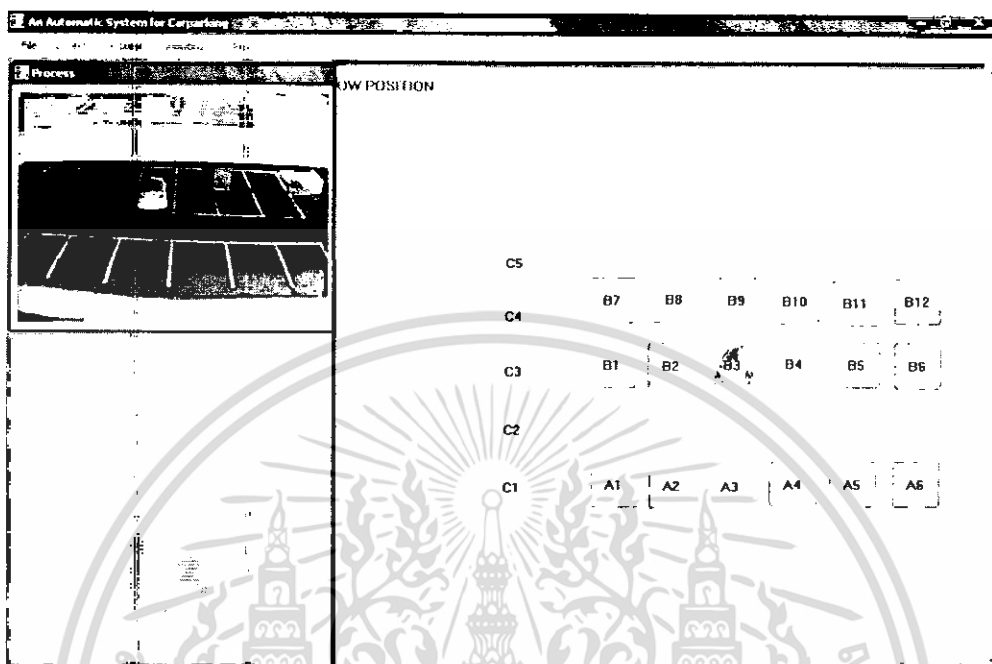 An Automatic System for Carparking
File
Process
OW POSITION
C5
B7 B8 B9 B10 B11 B12
C4
C3 B1 B2 B3 B4 B5 B6
C2
C1 A1 A2 A3 A4 A5 A6